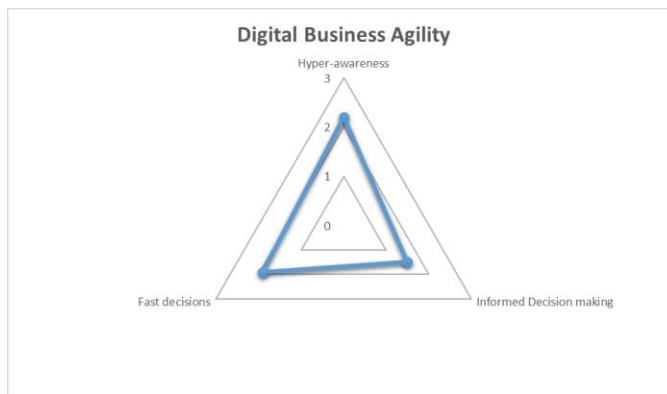 Digital Business Agility
Hyper-awareness
3
2
1
0
Fast decisions
Informed Decision making